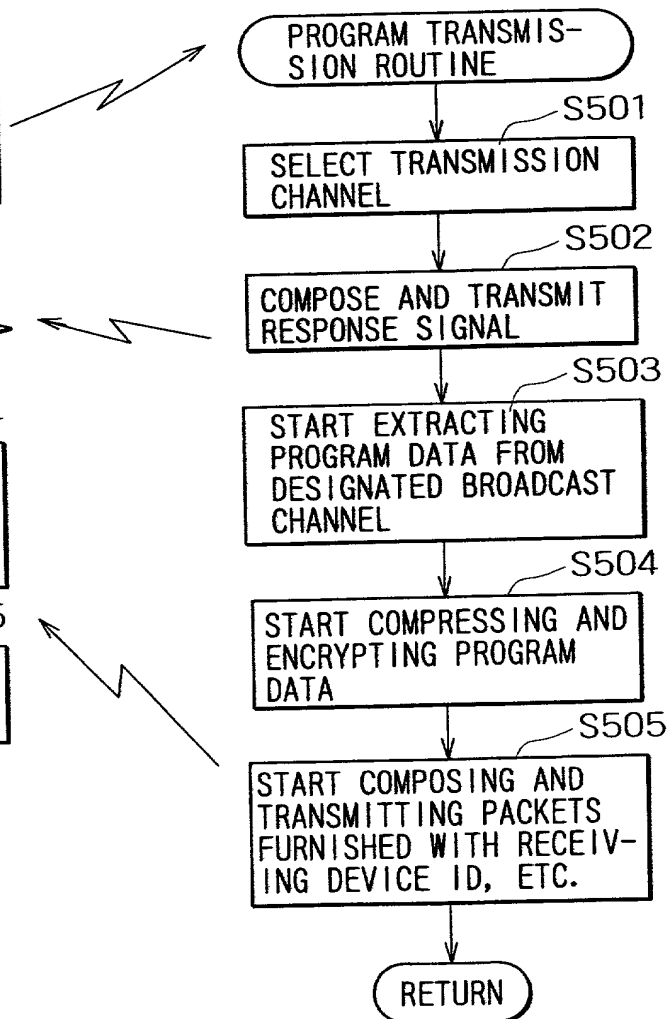 PROGRAM TRANSMIS-
SION ROUTINE
S501
SELECT TRANSMISSION
CHANNEL
S502
COMPOSE AND TRANSMIT
RESPONSE SIGNAL
S503
START EXTRACTING
PROGRAM DATA FROM
DESIGNATED BROADCAST
CHANNEL
S504
START COMPRESSING AND
ENCRYPTING PROGRAM
DATA
S505
START COMPOSING AND
TRANSMITTING PACKETS
FURNISHED WITH RECEIV-
ING DEVICE ID, ETC.
RETURN